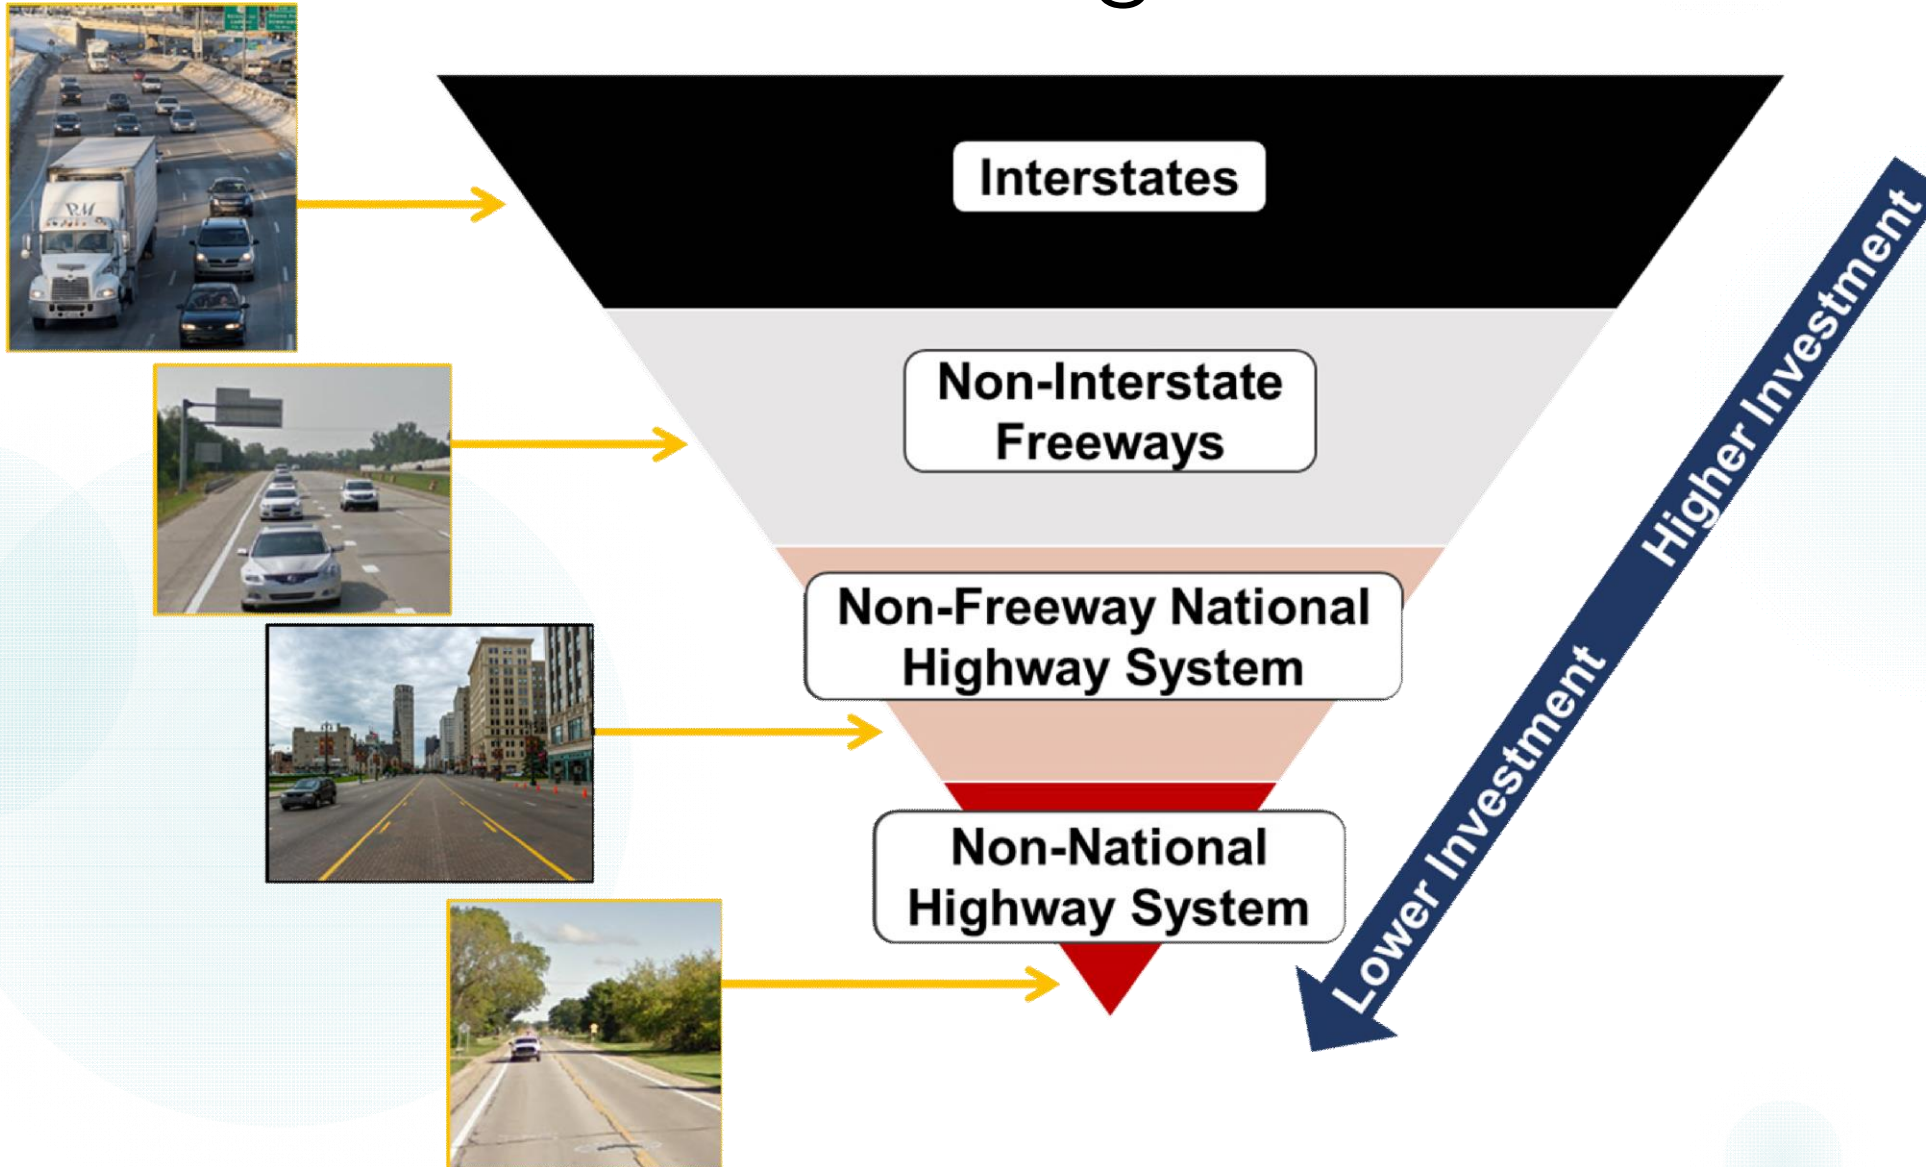 Interstates
Non-Interstate
Freeways
Non-Freeway National
Highway System
Non-National
Highway System
Higher Investment
Lower Investment